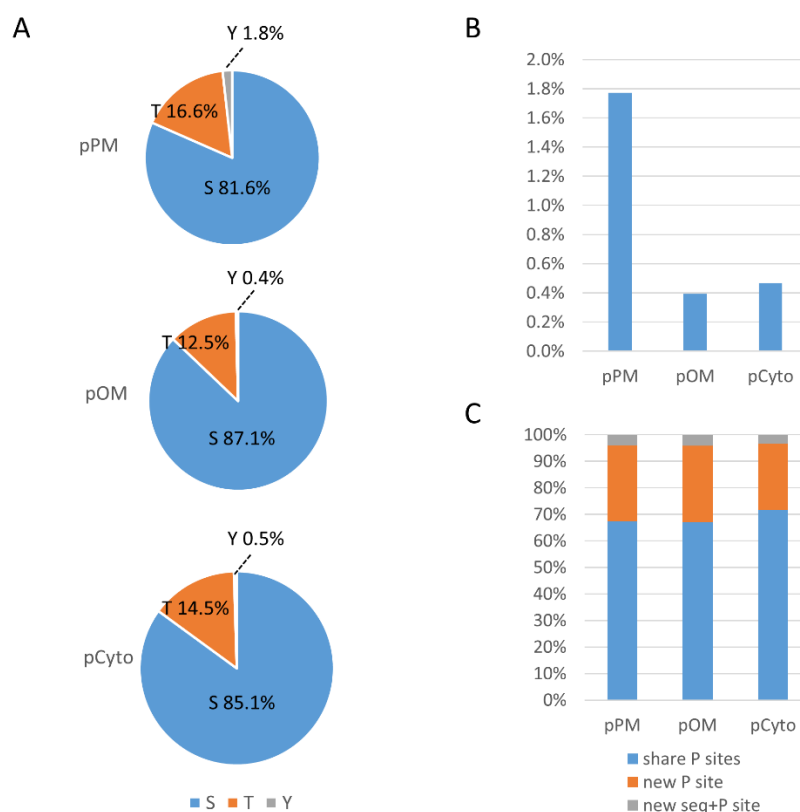 A
Y 1.8%
T 16.6%
pPM
S 81.6%
Y 0.4%
T 12.5%
pOM
S 87.1%
Y 0.5%
T 14.5%
pCyto
S 85.1%
S T Y
B
2.0%
1.8%
1.6%
1.4%
1.2%
1.0%
0.8%
0.6%
0.4%
0.2%
0.0%
pPM pOM pCyto
C
100%
90%
80%
70%
60%
50%
40%
30%
20%
10%
0%
pPM pOM pCyto
share P sites
new P site
new seq+P site